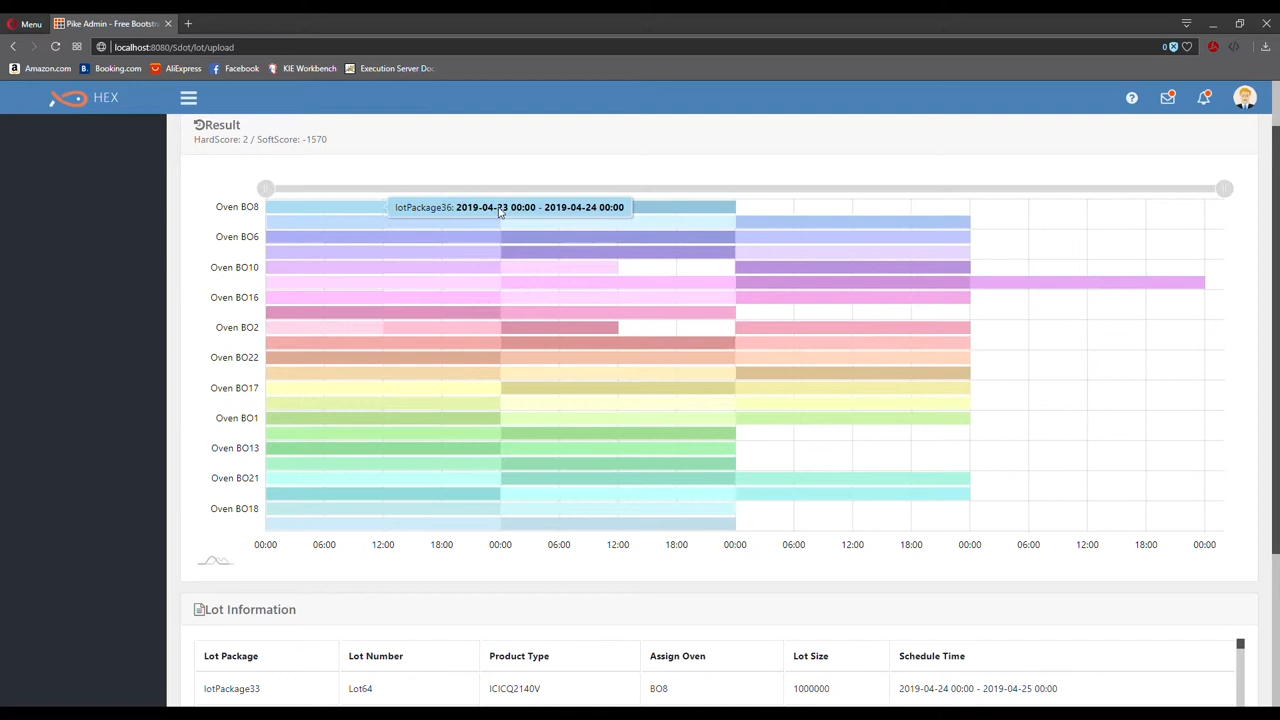 Menu
Pike Admin - Free Bootstr
localhost:8080/Sdot/lot/upload
0
Amazon.com
B. Booking.com
AliExpress
Facebook
KIE Workbench
Execution Server Do
HEX
Result
HardScore: 2 / SoftScore: -1570
Oven BO8
lotPackage36: 2019-04-23 00:00 - 2019-04-24 00:00
Oven BO6
Oven BO10
Oven BO16
Oven BO2
Oven BO22
Oven BO17
Oven BO1
Oven BO13
Oven BO21
Oven BO18
00:00 06:00 12:00 18:00 00:00 06:00 12:00 18:00 00:00 06:00 12:00 18:00 00:00 06:00 12:00 18:00 00:00
Lot Information
Lot Package Lot Number Product Type Assign Oven Lot Size Schedule Time
lotPackage33 Lot64 ICICQ2140V BO8 1000000 2019-04-24 00:00 - 2019-04-25 00:00